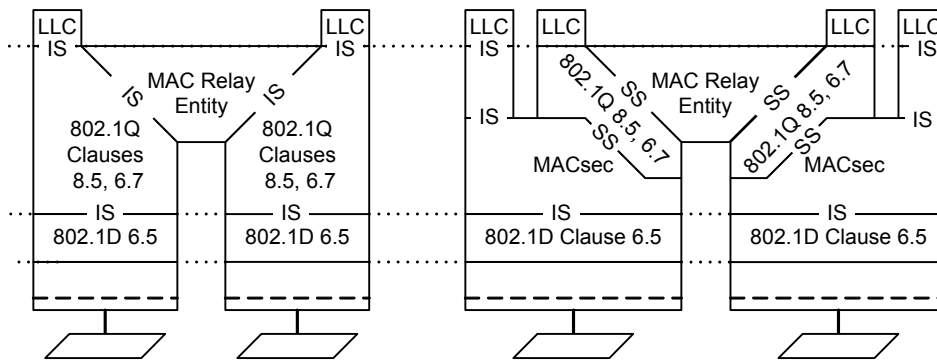 LLC
LLC
LLC
LLC
LLC
LLC
IS
IS
IS
IS
MAC Relay
Entity
MAC Relay
Entity
IS
IS
SS
SS
802.1Q
Clauses
8.5, 6.7
802.1Q
Clauses
8.5, 6.7
802.1Q 8.5, 6.7
802.1Q 8.5, 6.7
IS
IS
SS
SS
MACsec
MACsec
IS
IS
IS
IS
802.1D 6.5
802.1D 6.5
802.1D Clause 6.5
802.1D Clause 6.5